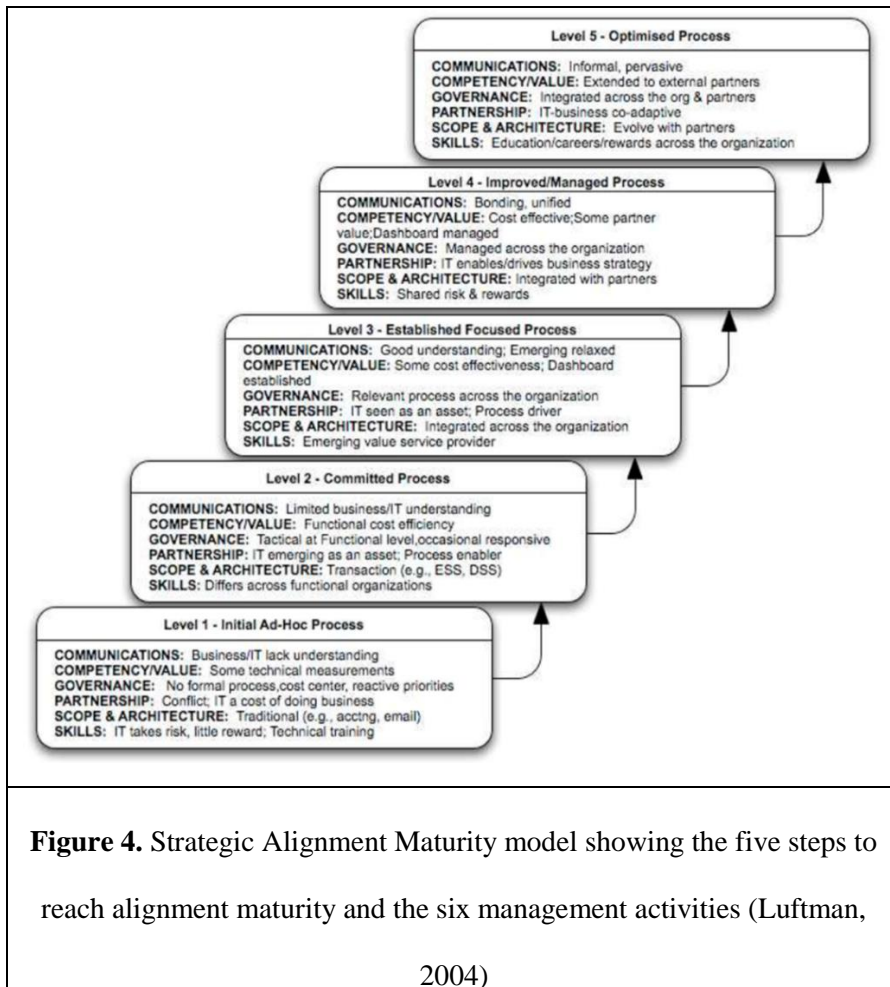 Level 5 - Optimised Process
COMMUNICATIONS: Informal, pervasive
COMPETENCY/VALUE: Extended to external partners
GOVERNANCE: Integrated across the org & partners
PARTNERSHIP: IT-business co-adaptive
SCOPE & ARCHITECTURE: Evolve with partners
SKILLS: Education/careers/rewards across the organization
Level 4 - Improved/Managed Process
COMMUNICATIONS: Bonding, unified
COMPETENCY/VALUE: Cost effective;Some partner
value;Dashboard managed
GOVERNANCE: Managed across the organization
PARTNERSHIP: IT enables/drives business strategy
SCOPE & ARCHITECTURE: Integrated with partners
SKILLS: Shared risk & rewards
Level 3 - Established Focused Process
COMMUNICATIONS: Good understanding; Emerging relaxed
COMPETENCY/VALUE: Some cost effectiveness; Dashboard
established
GOVERNANCE: Relevant process across the organization
PARTNERSHIP: IT seen as an asset; Process driver
SCOPE & ARCHITECTURE: Integrated across the organization
SKILLS: Emerging value service provider
Level 2 - Committed Process
COMMUNICATIONS: Limited business/IT understanding
COMPETENCY/VALUE: Functional cost efficiency
GOVERNANCE: Tactical at Functional level,occasional responsive
PARTNERSHIP: IT emerging as an asset; Process enabler
SCOPE & ARCHITECTURE: Transaction (e.g., ESS, DSS)
SKILLS: Differs across functional organizations
Level 1 - Initial Ad-Hoc Process
COMMUNICATIONS: Business/IT lack understanding
COMPETENCY/VALUE: Some technical measurements
GOVERNANCE: No formal process,cost center, reactive priorities
PARTNERSHIP: Conflict; IT a cost of doing business
SCOPE & ARCHITECTURE: Traditional (e.g., acctng, email)
SKILLS: IT takes risk, little reward; Technical training
Figure 4. Strategic Alignment Maturity model showing the five steps to
reach alignment maturity and the six management activities (Luftman,
2004)